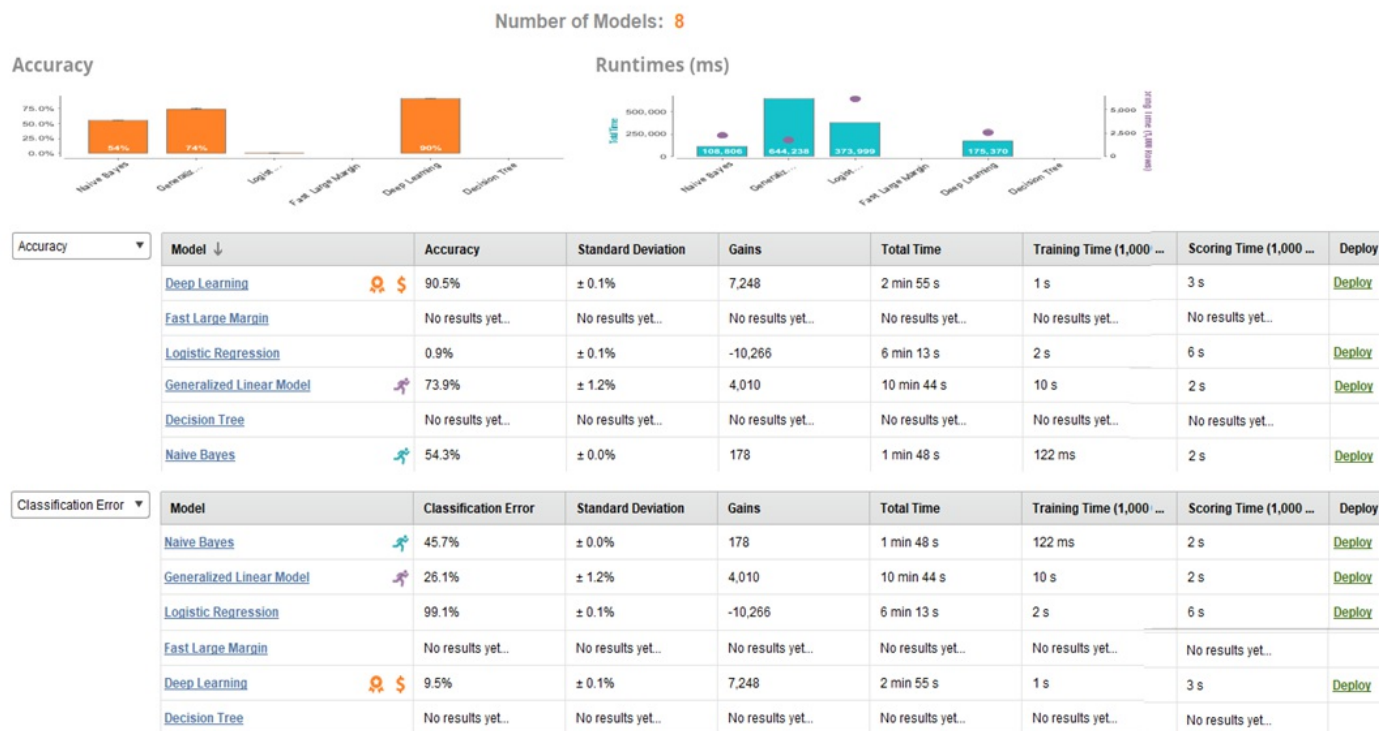 Number of Models: 8
Accuracy
75.0%
50.0%
25.0%
0.0%
54%
74%
90%
Naive Bayes
Generaliz...
Logist...
Fast Large Margin
Deep Learning
Decision Tree
Runtimes (ms)
Total Time
500,000
250,000
0
108,806
644,238
373,999
175,370
5,000
2,500
0
Time (1,000 Rows)
Naive Bayes
Generaliz...
Logist...
Fast Large Margin
Deep Learning
Decision Tree
Accuracy
Model ↓ Accuracy Standard Deviation Gains Total Time Training Time (1,000 ... Scoring Time (1,000 ... Deploy
Deep Learning 90.5% ± 0.1% 7,248 2 min 55 s 1 s 3 s Deploy
Fast Large Margin No results yet... No results yet... No results yet... No results yet... No results yet... No results yet...
Logistic Regression 0.9% ± 0.1% -10,266 6 min 13 s 2 s 6 s Deploy
Generalized Linear Model 73.9% ± 1.2% 4,010 10 min 44 s 10 s 2 s Deploy
Decision Tree No results yet... No results yet... No results yet... No results yet... No results yet... No results yet...
Naive Bayes 54.3% ± 0.0% 178 1 min 48 s 122 ms 2 s Deploy
Classification Error
Model Classification Error Standard Deviation Gains Total Time Training Time (1,000 ... Scoring Time (1,000 ... Deploy
Naive Bayes 45.7% ± 0.0% 178 1 min 48 s 122 ms 2 s Deploy
Generalized Linear Model 26.1% ± 1.2% 4,010 10 min 44 s 10 s 2 s Deploy
Logistic Regression 99.1% ± 0.1% -10,266 6 min 13 s 2 s 6 s Deploy
Fast Large Margin No results yet... No results yet... No results yet... No results yet... No results yet... No results yet...
Deep Learning $ 9.5% ± 0.1% 7,248 2 min 55 s 1 s 3 s Deploy
Decision Tree No results yet... No results yet... No results yet... No results yet... No results yet... No results yet...